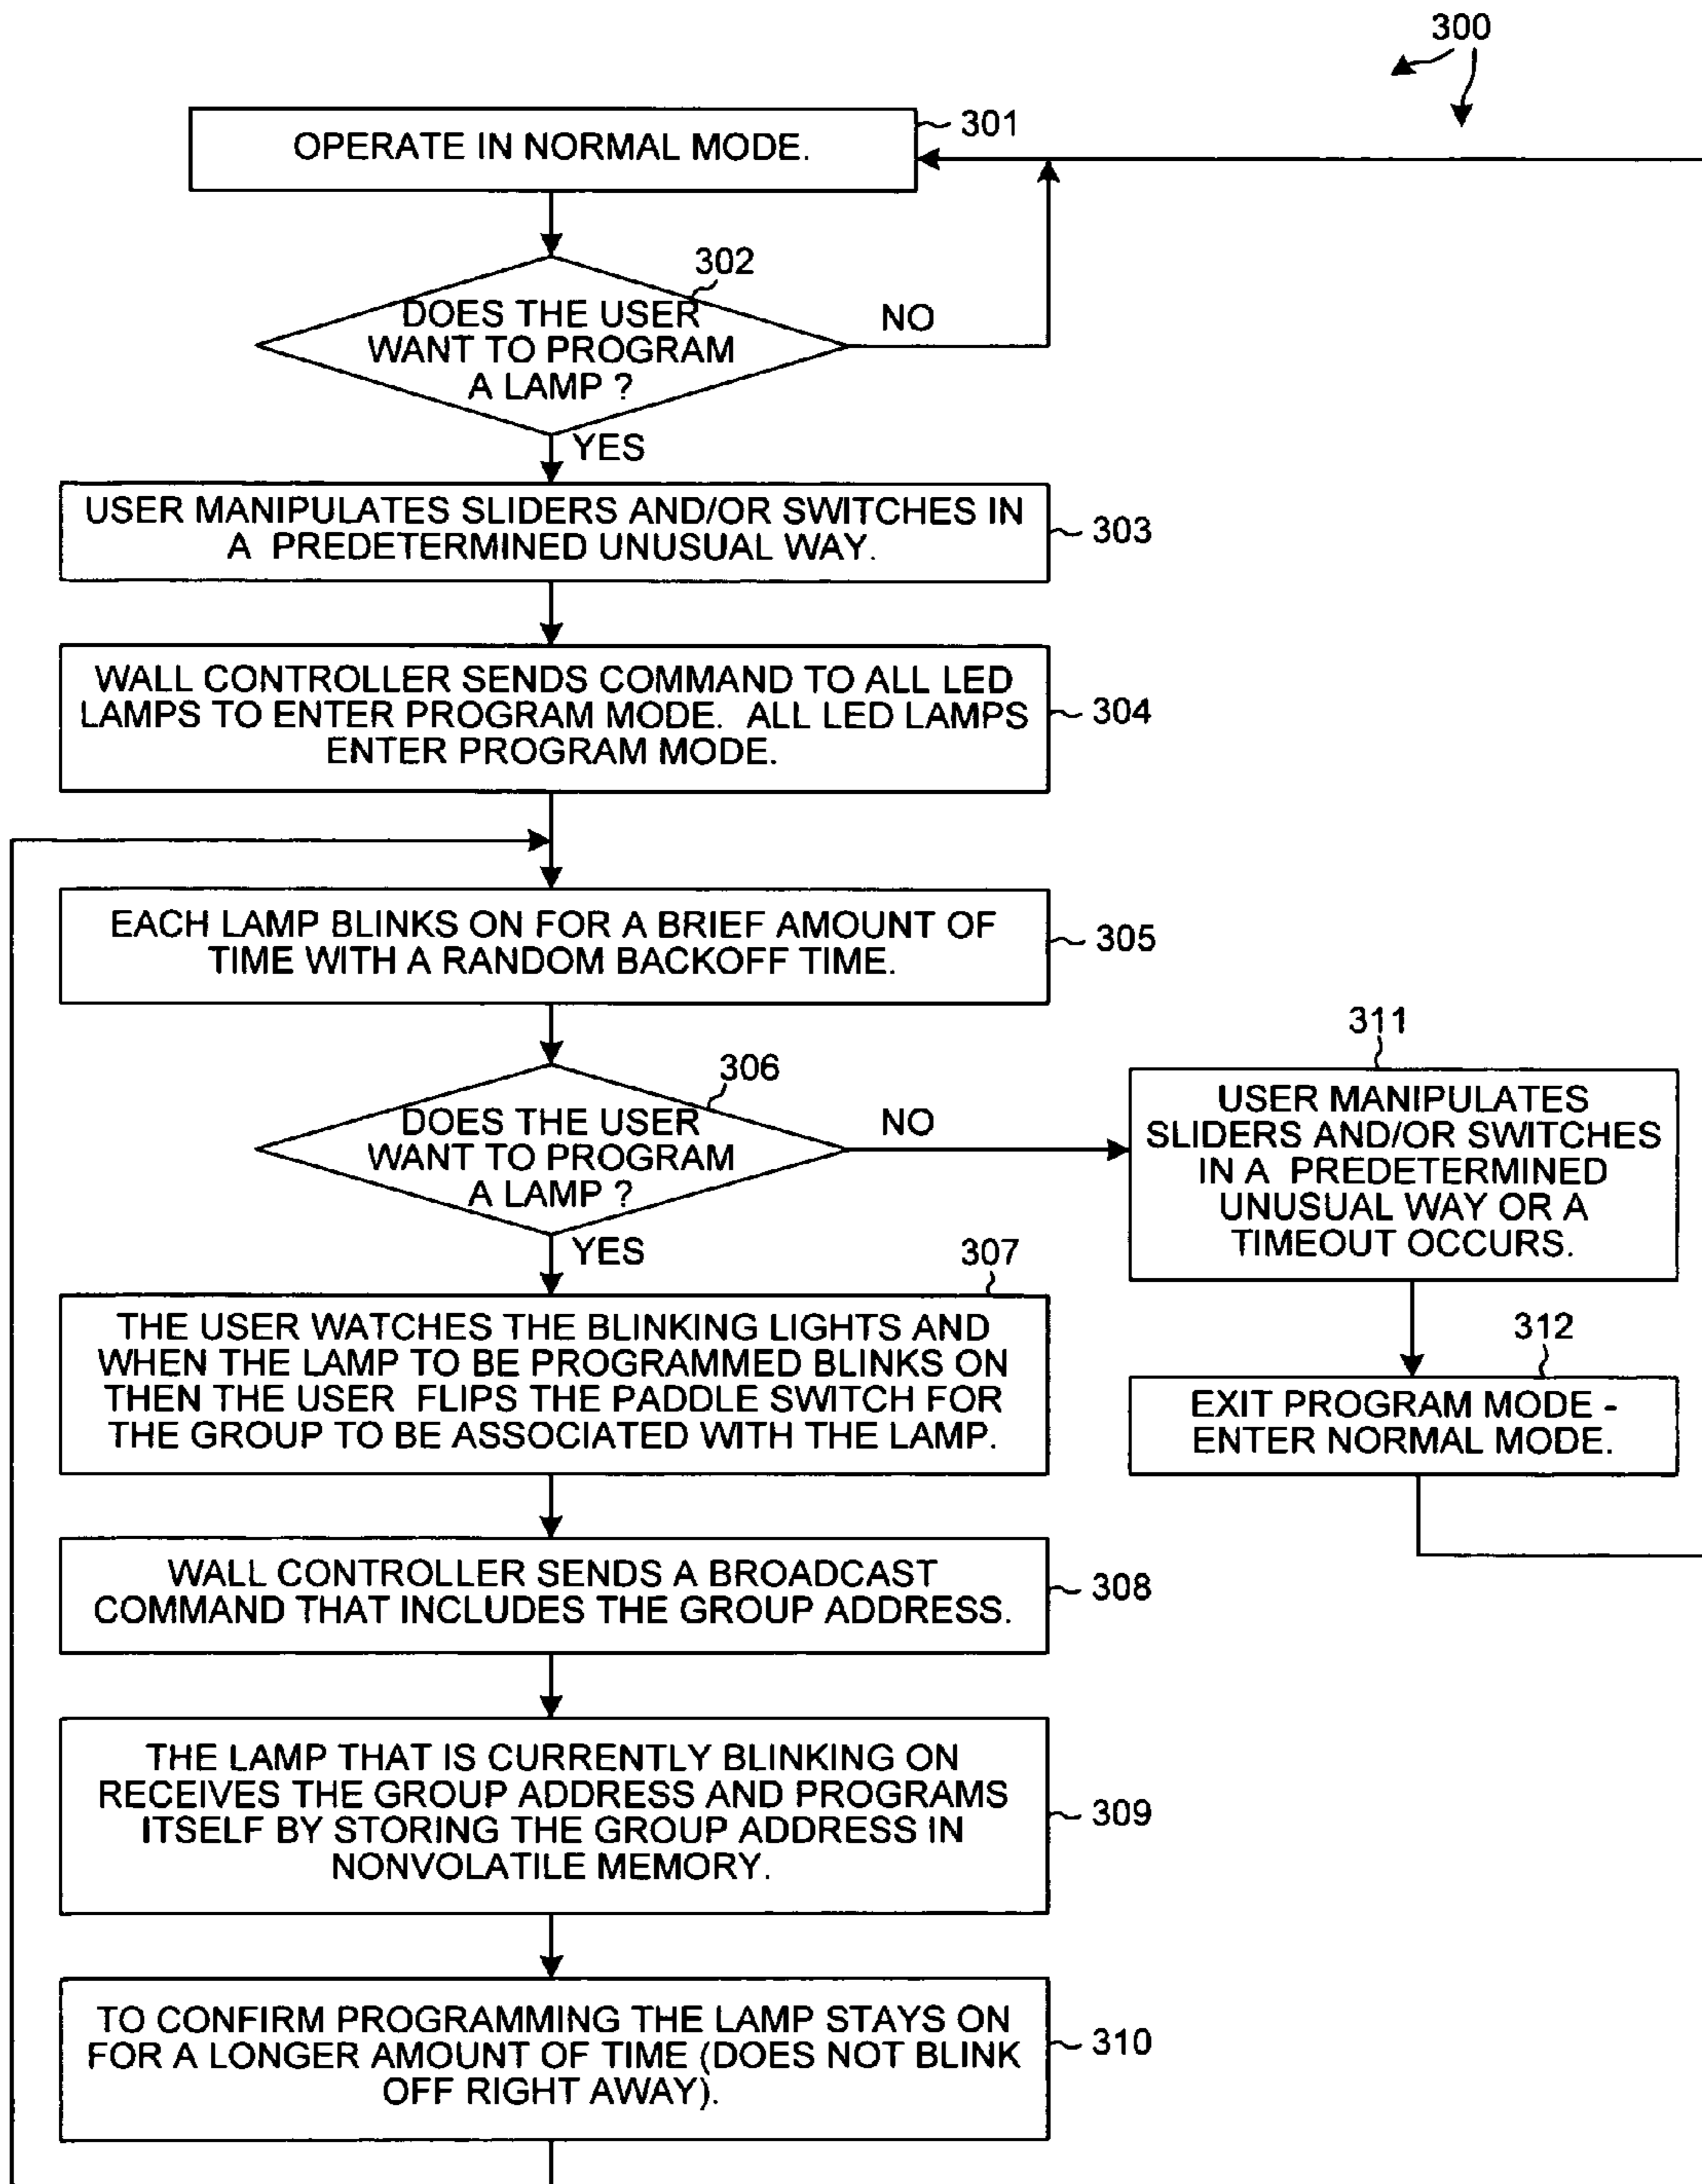 300
OPERATE IN NORMAL MODE.
301
302
DOES THE USER
WANT TO PROGRAM
A LAMP ?
NO
YES
USER MANIPULATES SLIDERS AND/OR SWITCHES IN
A PREDETERMINED UNUSUAL WAY.
303
WALL CONTROLLER SENDS COMMAND TO ALL LED
LAMPS TO ENTER PROGRAM MODE. ALL LED LAMPS
ENTER PROGRAM MODE.
304
EACH LAMP BLINKS ON FOR A BRIEF AMOUNT OF
TIME WITH A RANDOM BACKOFF TIME.
305
306
DOES THE USER
WANT TO PROGRAM
A LAMP ?
NO
YES
311
USER MANIPULATES
SLIDERS AND/OR SWITCHES
IN A PREDETERMINED
UNUSUAL WAY OR A
TIMEOUT OCCURS.
307
THE USER WATCHES THE BLINKING LIGHTS AND
WHEN THE LAMP TO BE PROGRAMMED BLINKS ON
THEN THE USER FLIPS THE PADDLE SWITCH FOR
THE GROUP TO BE ASSOCIATED WITH THE LAMP.
312
EXIT PROGRAM MODE -
ENTER NORMAL MODE.
WALL CONTROLLER SENDS A BROADCAST
COMMAND THAT INCLUDES THE GROUP ADDRESS.
308
THE LAMP THAT IS CURRENTLY BLINKING ON
RECEIVES THE GROUP ADDRESS AND PROGRAMS
ITSELF BY STORING THE GROUP ADDRESS IN
NONVOLATILE MEMORY.
309
TO CONFIRM PROGRAMMING THE LAMP STAYS ON
FOR A LONGER AMOUNT OF TIME (DOES NOT BLINK
OFF RIGHT AWAY).
310